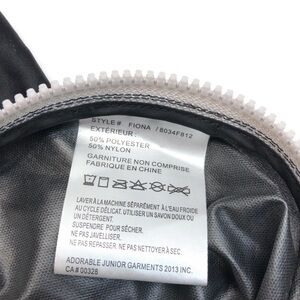 STYLE# FIONA /8034F812
EXTÉRIEUR:
50% POLYESTER
50% NYLON
GARNITURE NON COMPRISE
FABRIQUE EN CHINE
LAVER À LA MACHINE SÉPARÉMENT À L'EAU FROIDE
AU CYCLE DÉLICAT. UTILISER UN SAVON DOUX OU
UN DÉTERGENT.
SUSPENDRE POUR SÉCHER.
NE PAS JAVELLISER.
NE PAS REPASSER. NE PAS NETTOYER À SEC.
ADORABLE JUNIOR GARMENTS 2013 INC.
CA# 00328